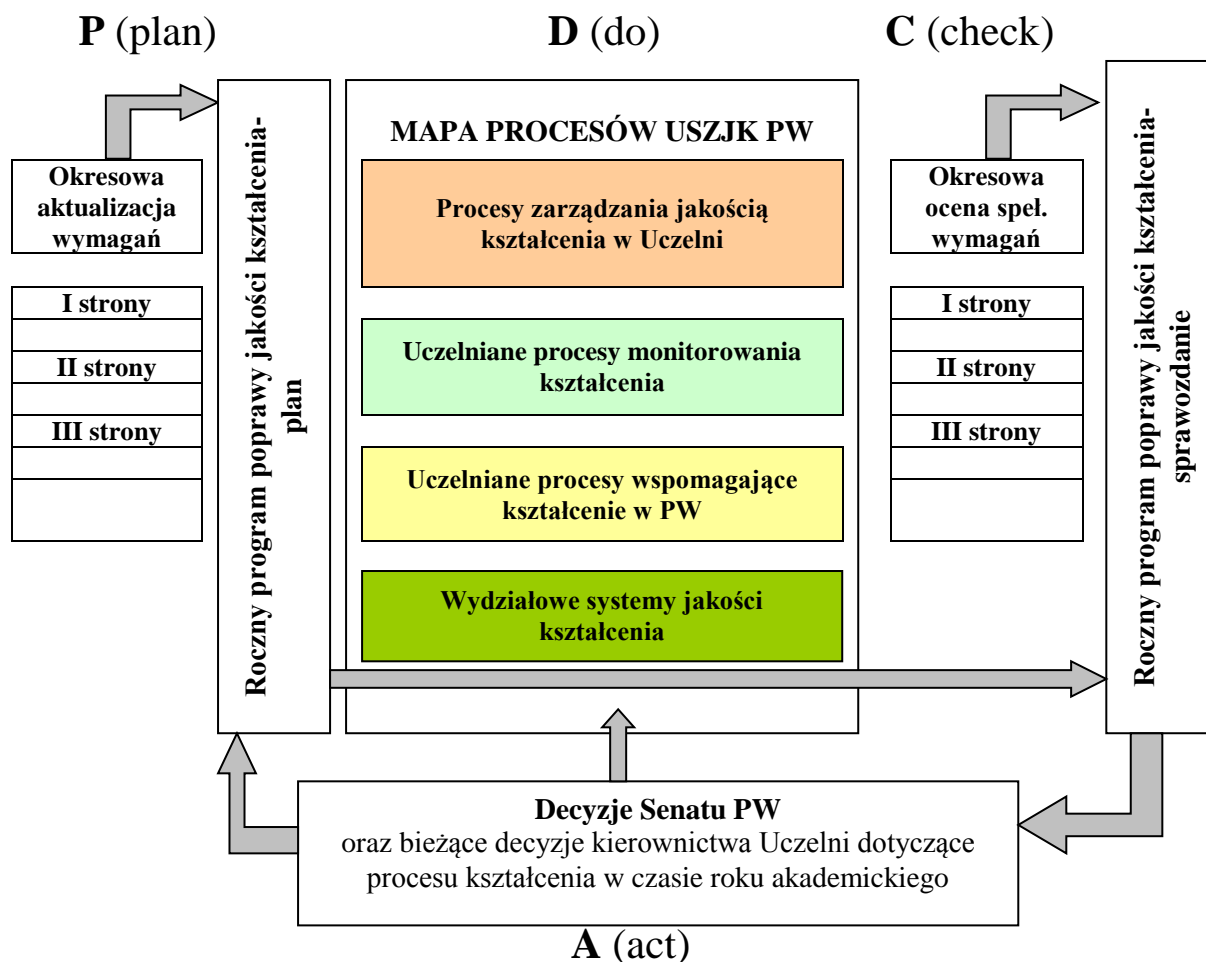 P (plan)
D (do)
C (check)
Okresowa
aktualizacja
wymagań
I strony
II strony
III strony
Roczny program poprawy jakości kształcenia-
plan
MAPA PROCESÓW USZJK PW
Procesy zarządzania jakością
kształcenia w Uczelni
Uczelniane procesy monitorowania
kształcenia
Uczelniane procesy wspomagające
kształcenie w PW
Wydziałowe systemy jakości
kształcenia
Okresowa
ocena speł.
wymagań
I strony
II strony
III strony
Roczny program poprawy jakości kształcenia-
sprawozdanie
Decyzje Senatu PW
oraz bieżące decyzje kierownictwa Uczelni dotyczące
procesu kształcenia w czasie roku akademickiego
A (act)